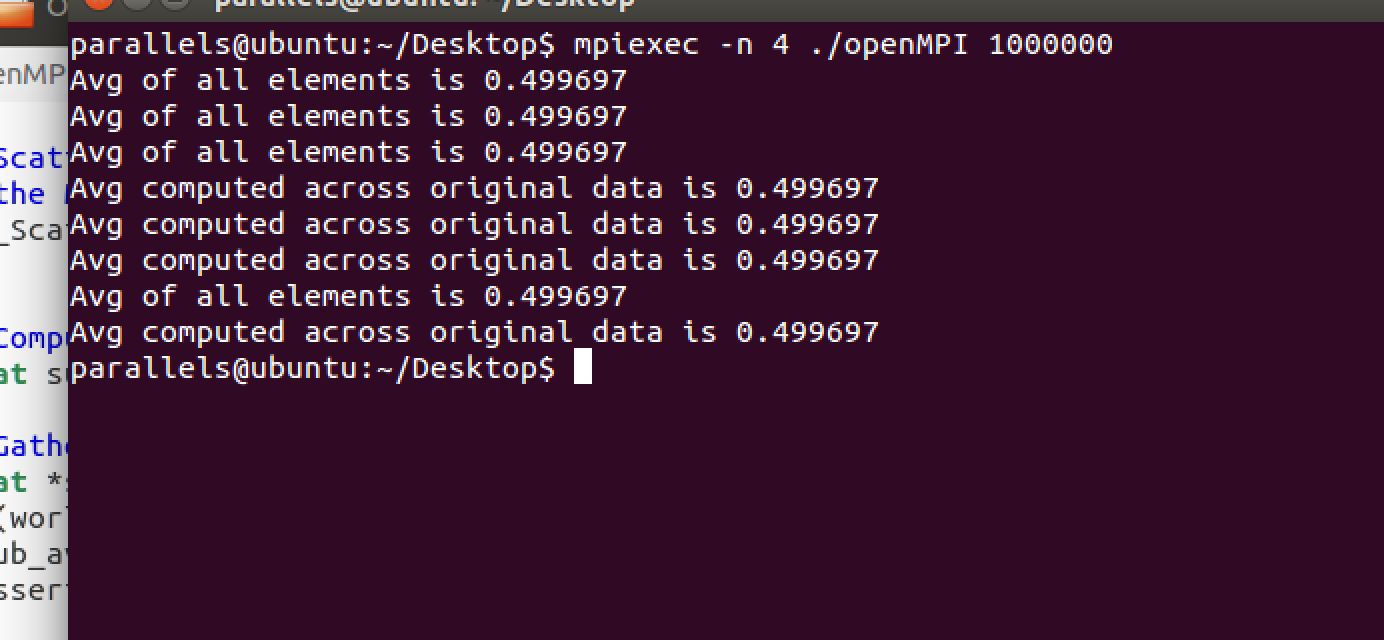 parallels@ubuntu: ~/Desktop
parallels@ubuntu:~/Desktop$ mpiexec -n 4 ./openMPI 1000000
Avg of all elements is 0.499697
Avg of all elements is 0.499697
Avg of all elements is 0.499697
Avg computed across original data is 0.499697
Avg computed across original data is 0.499697
Avg computed across original data is 0.499697
Avg of all elements is 0.499697
Avg computed across original data is 0.499697
parallels@ubuntu:~/Desktop$
enMP
Scat
the
_Sca
Comp
at s
Gath
at *
(wor
ub_a
sser